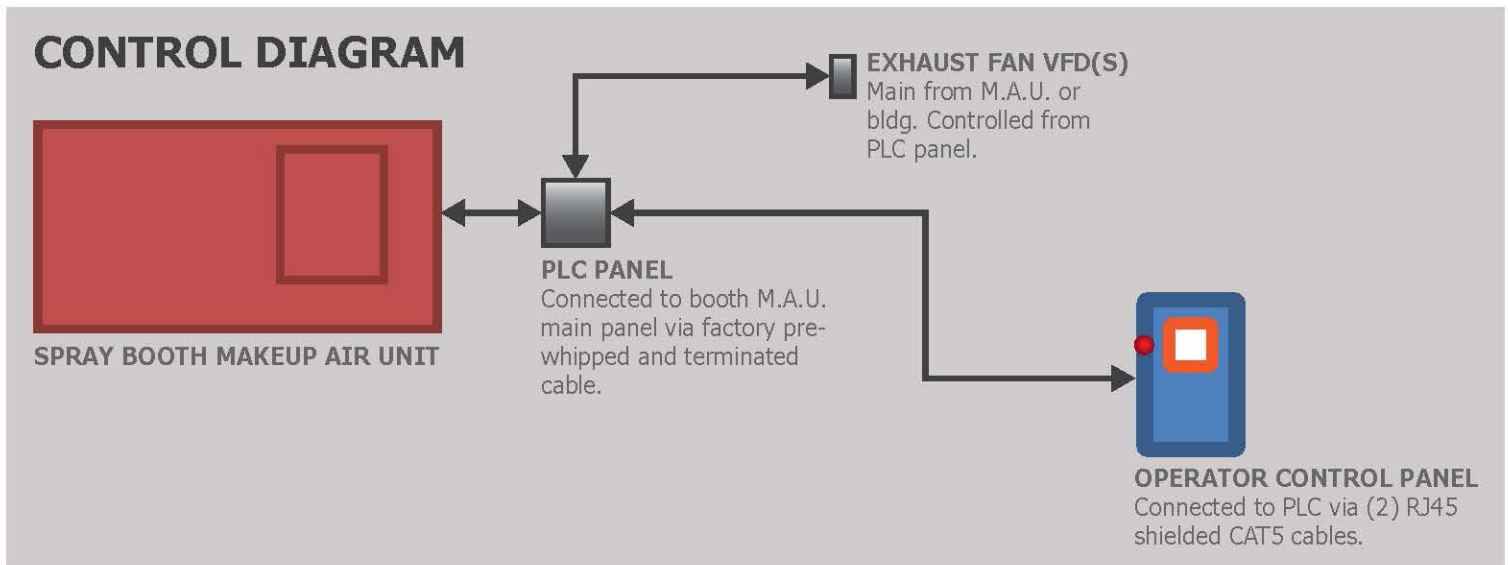 CONTROL DIAGRAM
EXHAUST FAN VFD(S)
Main from M.A.U. or
bldg. Controlled from
PLC panel.
PLC PANEL
Connected to booth M.A.U.
main panel via factory pre-
whipped and terminated
cable.
SPRAY BOOTH MAKEUP AIR UNIT
OPERATOR CONTROL PANEL
Connected to PLC via (2) RJ45
shielded CAT5 cables.